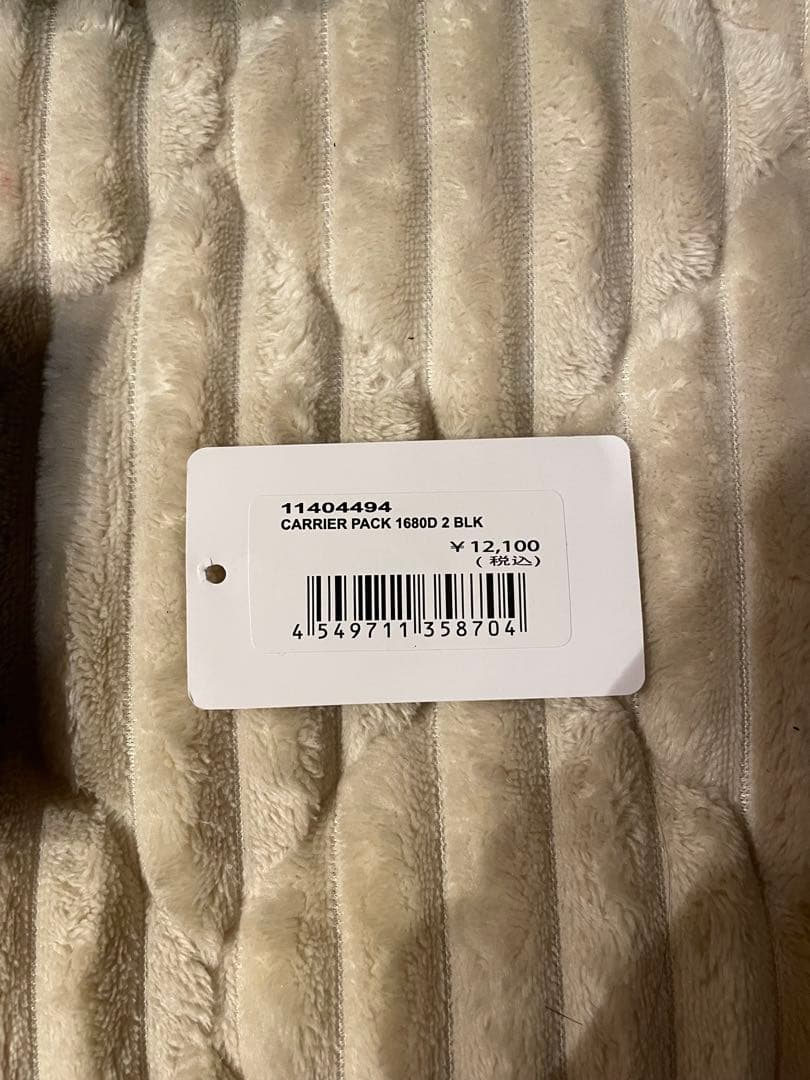 11404494
CARRIER PACK 1680D 2 BLK
¥ 12,100
(税込)
4 549711 358704